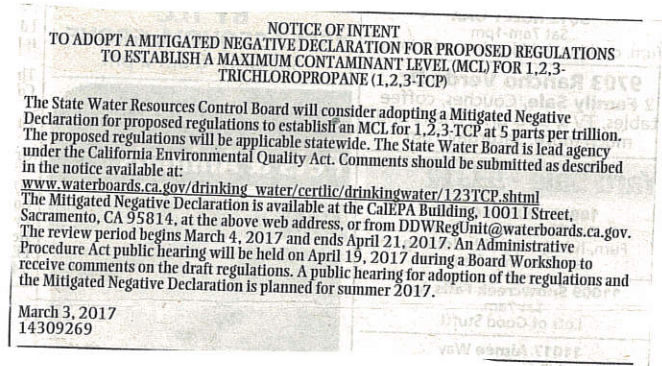 NOTICE OF INTENT
TO ADOPT A MITIGATED NEGATIVE DECLARATION FOR PROPOSED REGULATIONS
TO ESTABLISH A MAXIMUM CONTAMINANT LEVEL (MCL) FOR 1,2,3-
TRICHLOROPROPANE (1,2,3-TCP)
The State Water Resources Control Board will consider adopting a Mitigated Negative
Declaration for proposed regulations to establish an MCL for 1,2,3-TCP at 5 parts per trillion.
The proposed regulations will be applicable statewide. The State Water Board is lead agency
under the California Environmental Quality Act. Comments should be submitted as described
in the notice available at:
www.waterboards.ca.gov/drinking_water/certlic/drinkingwater/123TCP.shtml
The Mitigated Negative Declaration is available at the CalEPA Building, 1001 I Street,
Sacramento, CA 95814, at the above web address, or from DDWRegUnit@waterboards.ca.gov.
The review period begins March 4, 2017 and ends April 21, 2017. An Administrative
Procedure Act public hearing will be held on April 19, 2017 during a Board Workshop to
receive comments on the draft regulations. A public hearing for adoption of the regulations and
the Mitigated Negative Declaration is planned for summer 2017.
March 3, 2017
14309269